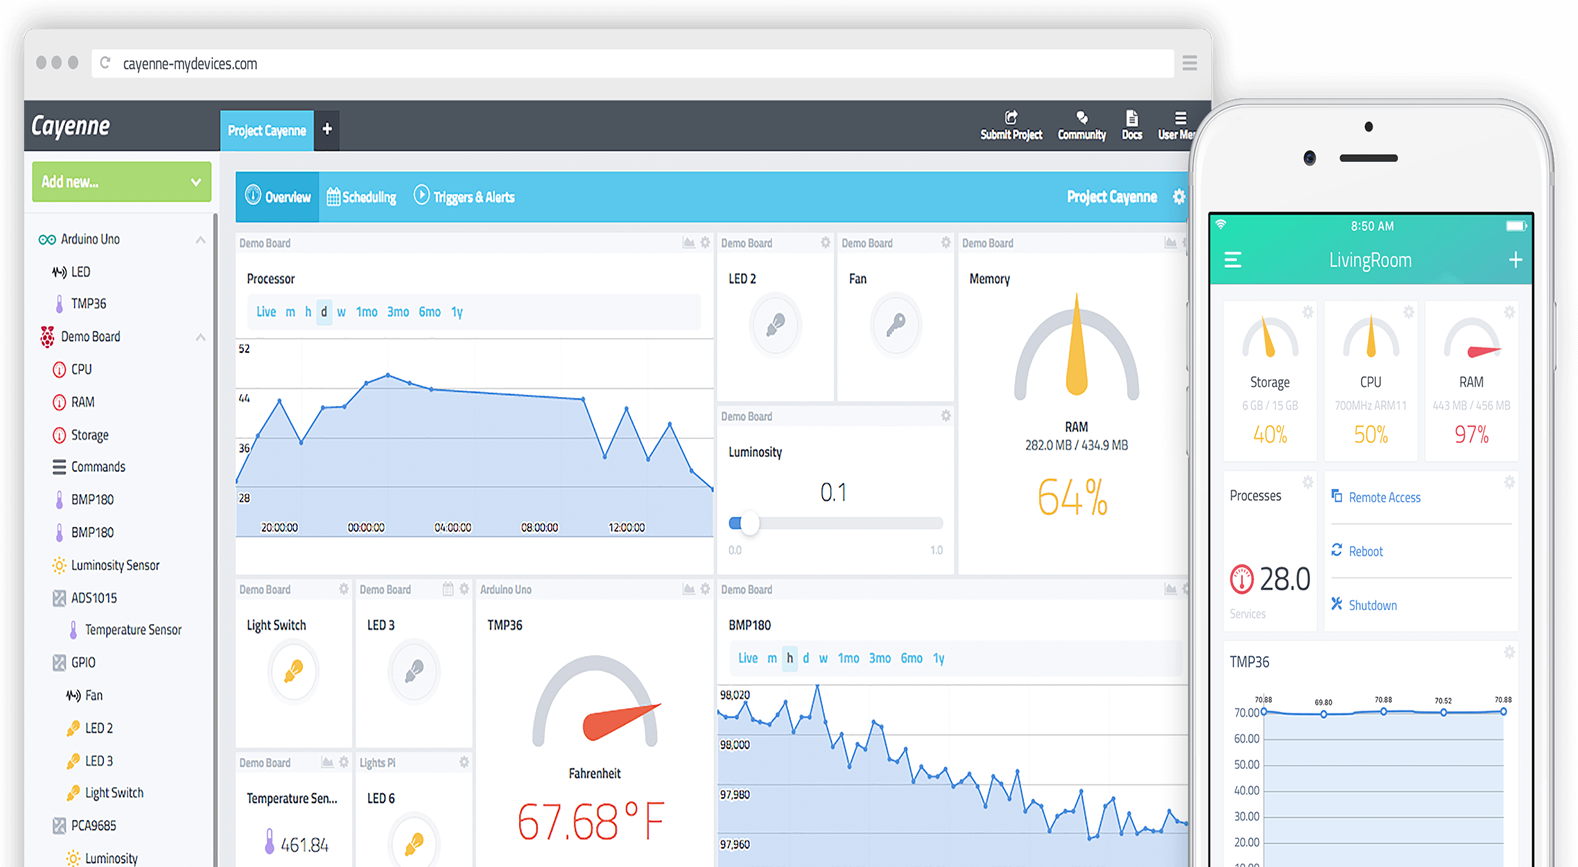 cayenne-mydevices.com
Cayenne
Project Cayenne
+
Submit Project
Community
Docs
User Me
Add new...
Overview
Scheduling
Triggers & Alerts
Project Cayenne
Arduino Uno
LED
TMP36
Demo Board
CPU
RAM
Storage
Commands
BMP180
BMP180
Luminosity Sensor
ADS1015
Temperature Sensor
GPIO
Fan
LED 2
LED 3
Light Switch
PCA9685
Luminosity
Demo Board
Processor
Live m h d w 1mo 3mo 6mo 1y
52
44
36
28
20:00:00 00:00:00 04:00:00 08:00:00 12:00:00
Demo Board
LED 2
Demo Board
Fan
Demo Board
Memory
RAM
282.0 MB / 434.9 MB
64%
Demo Board
Luminosity
0.1
0.0 1.0
Demo Board
Light Switch
Demo Board
LED 3
Arduino Uno
TMP36
Fahrenheit
67.68°F
Demo Board
BMP180
Live m h d w 1mo 3mo 6mo 1y
98,020
98,000
97,980
97,960
Demo Board
Temperature Sen...
461.84
Lights Pi
LED 6
8:50 AM
LivingRoom
+
Storage
6 GB / 15 GB
40%
CPU
700MHz ARM11
50%
RAM
443 MB / 456 MB
97%
Processes
28.0
Services
Remote Access
Reboot
Shutdown
TMP36
70.88 69.80 70.88 70.52 70.88
70.00
60.00
50.00
40.00
30.00
20.00